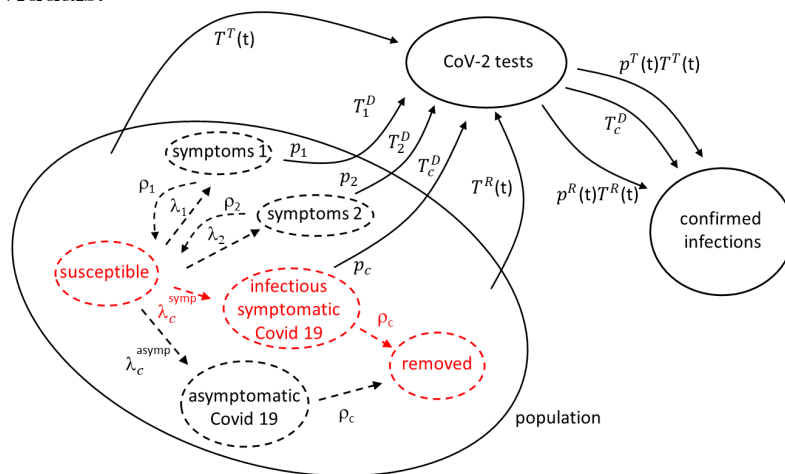 T^T(t)
CoV-2 tests
p^T(t)T^T(t)
T_1^D
T_c^D
T_2^D
T_c^D
symptoms 1
p_1
p_2
T^R(t)
p^R(t)T^R(t)
ρ_1
λ_1
ρ_2
λ_2
symptoms 2
confirmed
infections
susceptible
p_c
λ_c^symp
infectious
symptomatic
Covid 19
ρ_c
removed
λ_c^asymp
asymptomatic
Covid 19
ρ_c
population